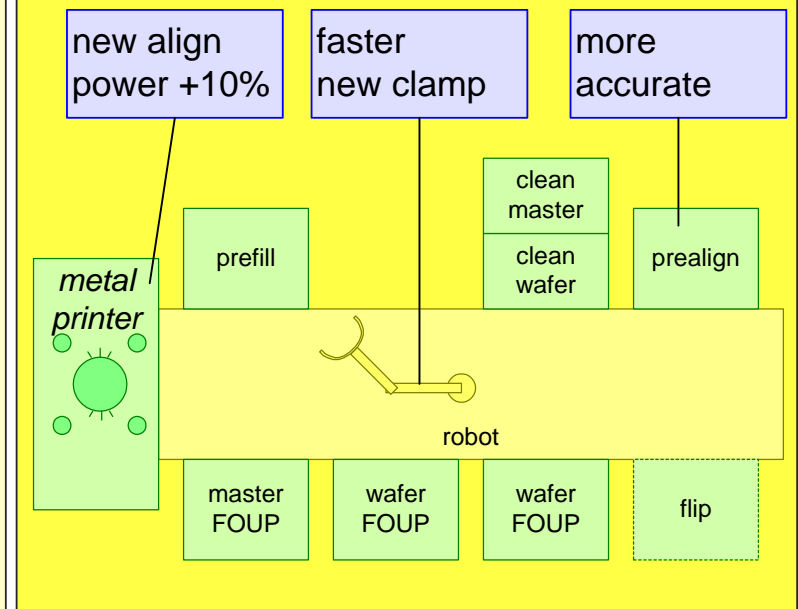 new align
power +10%
faster
new clamp
more
accurate
clean
master
prefill
clean
wafer
prealign
metal
printer
robot
master
FOUP
wafer
FOUP
wafer
FOUP
flip